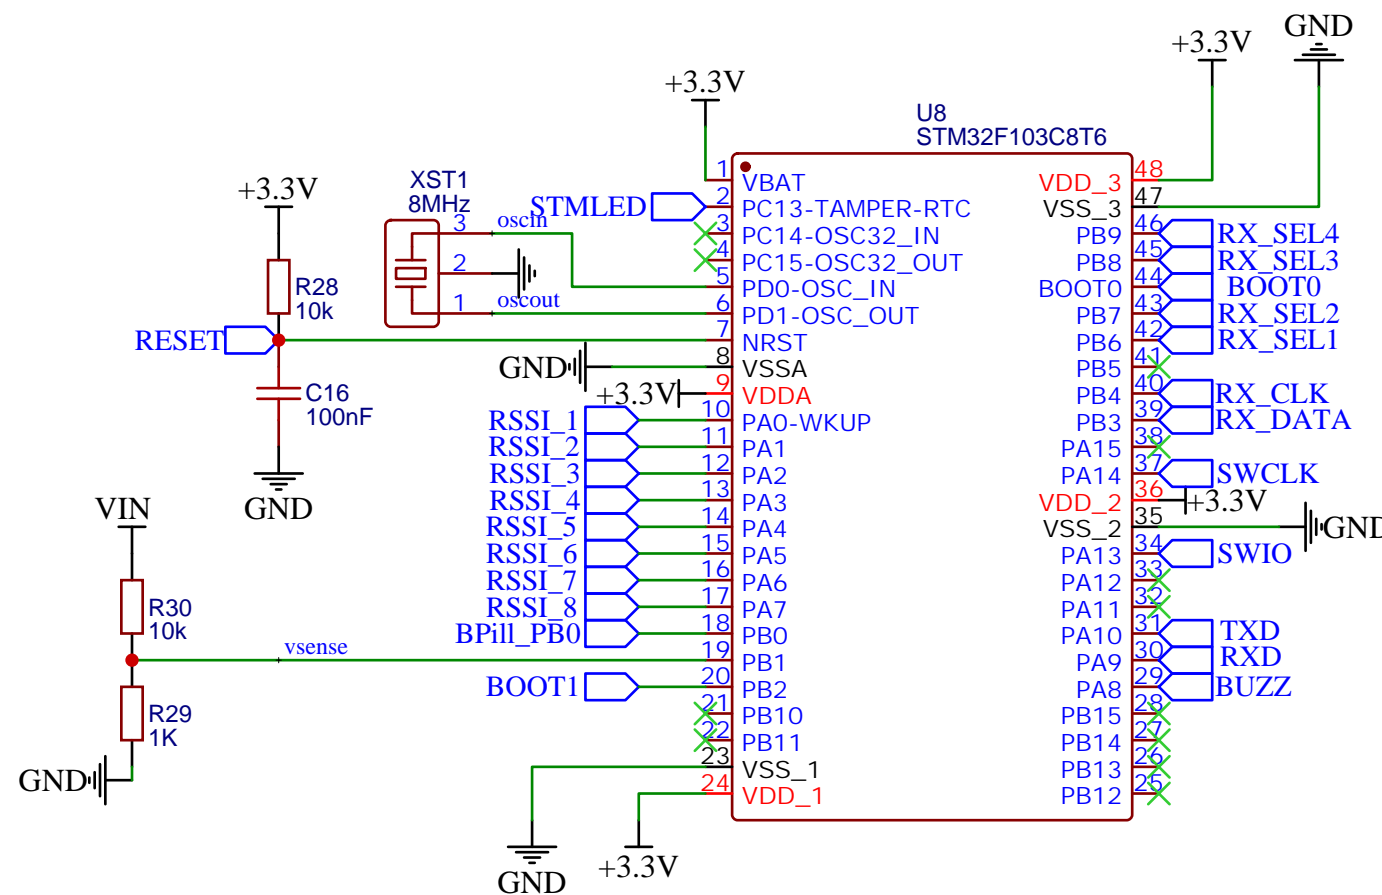 GND
+3.3V
+3.3V
U8
STM32F103C8T6
+3.3V
XST1
8MHz
3
2
1
oscin
oscout
STMLED
R28
10k
RESET
C16
100nF
GND
GND
+3.3V
RSSI_1
RSSI_2
RSSI_3
RSSI_4
RSSI_5
RSSI_6
RSSI_7
RSSI_8
BPill_PB0
VIN
R30
10k
vsense
R29
1K
GND
BOOT1
GND
+3.3V
1 VBAT
2 PC13-TAMPER-RTC
3 PC14-OSC32_IN
4 PC15-OSC32_OUT
5 PD0-OSC_IN
6 PD1-OSC_OUT
7 NRST
8 VSSA
9 VDDA
10 PA0-WKUP
11 PA1
12 PA2
13 PA3
14 PA4
15 PA5
16 PA6
17 PA7
18 PB0
19 PB1
20 PB2
21 PB10
22 PB11
23 VSS_1
24 VDD_1
VDD_3 48
VSS_3 47
PB9 46 RX_SEL4
PB8 45 RX_SEL3
BOOT0 44 BOOT0
PB7 43 RX_SEL2
PB6 42 RX_SEL1
PB5 41
PB4 40 RX_CLK
PB3 39 RX_DATA
PA15 38
PA14 37 SWCLK
VDD_2 36 +3.3V
VSS_2 35 GND
PA13 34 SWIO
PA12 33
PA11 32
PA10 31 TXD
PA9 30 RXD
PA8 29 BUZZ
PB15 28
PB14 27
PB13 26
PB12 25